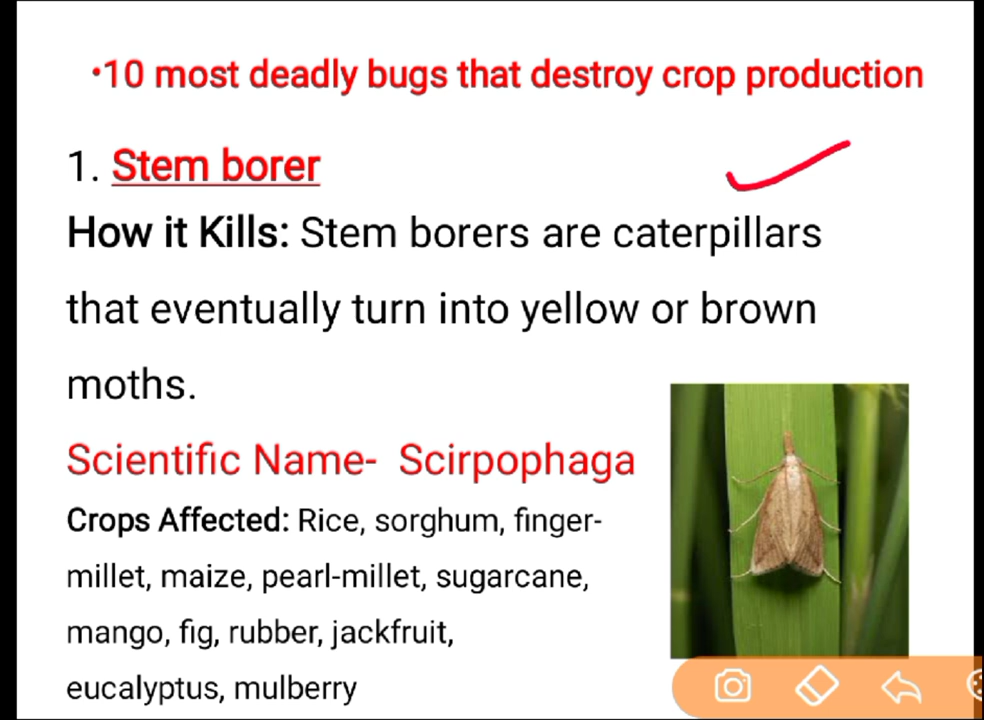 •10 most deadly bugs that destroy crop production
1. Stem borer
How it Kills: Stem borers are caterpillars
that eventually turn into yellow or brown
moths.
Scientific Name- Scirpophaga
Crops Affected: Rice, sorghum, finger-
millet, maize, pearl-millet, sugarcane,
mango, fig, rubber, jackfruit,
eucalyptus, mulberry